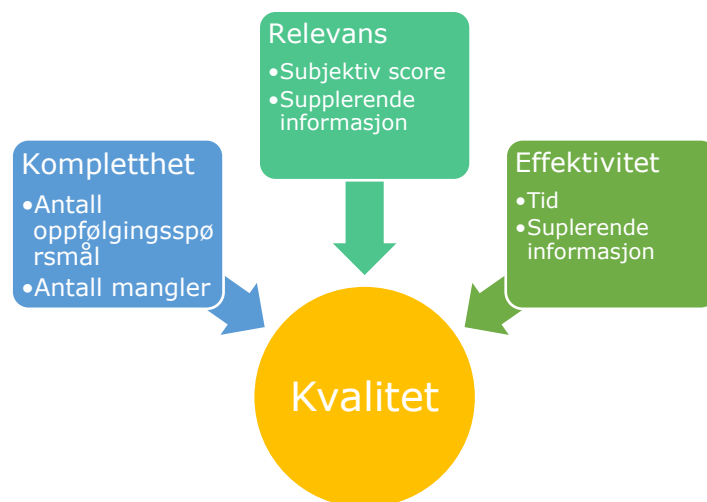 Relevans
•Subjektiv score
•Supplerende
informasjon
Kompletthet
•Antall
oppfølgingsspø
rsmål
•Antall mangler
Effektivitet
•Tid
•Suplerende
informasjon
Kvalitet